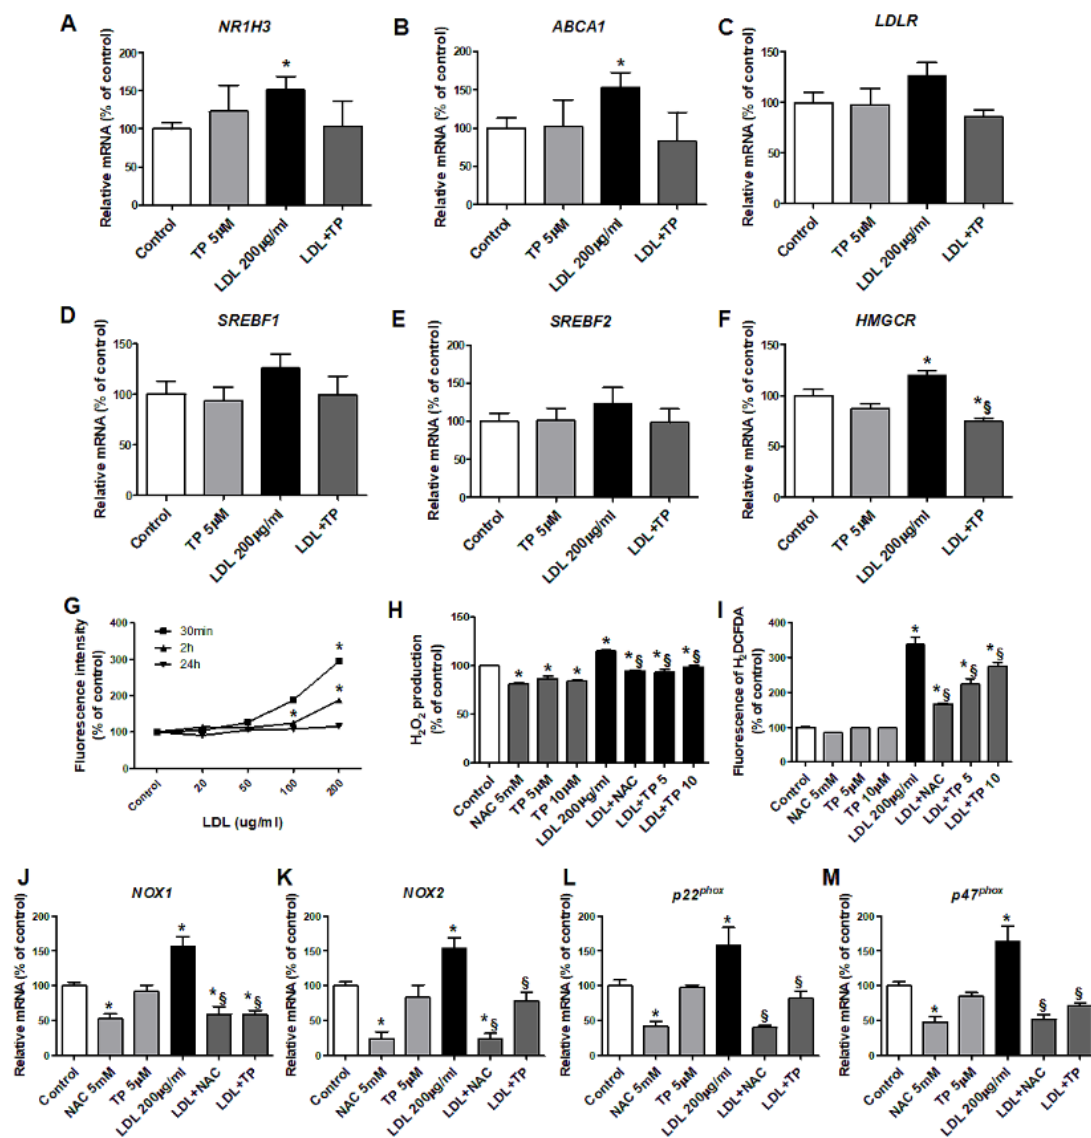 A
NR1H3
Relative mRNA (% of control)
200
150
100
50
0
*
Control
TP 5µM
LDL 200µg/ml
LDL+TP
B
ABCA1
Relative mRNA (% of control)
200
150
100
50
0
*
Control
TP 5µM
LDL 200µg/ml
LDL+TP
C
LDLR
Relative mRNA (% of control)
150
100
50
0
Control
TP 5µM
LDL 200µg/ml
LDL+TP
D
SREBF1
Relative mRNA (% of control)
150
100
50
0
Control
TP 5µM
LDL 200µg/ml
LDL+TP
E
SREBF2
Relative mRNA (% of control)
200
150
100
50
0
Control
TP 5µM
LDL 200µg/ml
LDL+TP
F
HMGCR
Relative mRNA (% of control)
150
100
50
0
*
*§
Control
TP 5µM
LDL 200µg/ml
LDL+TP
G
Fluorescence intensity
(% of control)
400
300
200
100
0
30min
2h
24h
*
*
*
Control
20
50
100
200
LDL (ug/ml)
H
H₂O₂ production
(% of control)
150
100
50
0
*
*
*
*
*§
*§
*§
Control
NAC 5mM
TP 5µM
TP 10µM
LDL 200µg/ml
LDL+NAC
LDL+TP 5
LDL+TP 10
I
Fluorescence of H₂DCFDA
(% of control)
400
300
200
100
0
*
*§
*§
*§
Control
NAC 5mM
TP 5µM
TP 10µM
LDL 200µg/ml
LDL+NAC
LDL+TP 5
LDL+TP 10
J
NOX1
Relative mRNA (% of control)
200
150
100
50
0
*
*
*§
*§
Control
NAC 5mM
TP 5µM
LDL 200µg/ml
LDL+NAC
LDL+TP
K
NOX2
Relative mRNA (% of control)
200
150
100
50
0
*
*
*§
§
Control
NAC 5mM
TP 5µM
LDL 200µg/ml
LDL+NAC
LDL+TP
L
p22phox
Relative mRNA (% of control)
200
150
100
50
0
*
*
§
§
Control
NAC 5mM
TP 5µM
LDL 200µg/ml
LDL+NAC
LDL+TP
M
p47phox
Relative mRNA (% of control)
200
150
100
50
0
*
*
§
§
Control
NAC 5mM
TP 5µM
LDL 200µg/ml
LDL+NAC
LDL+TP